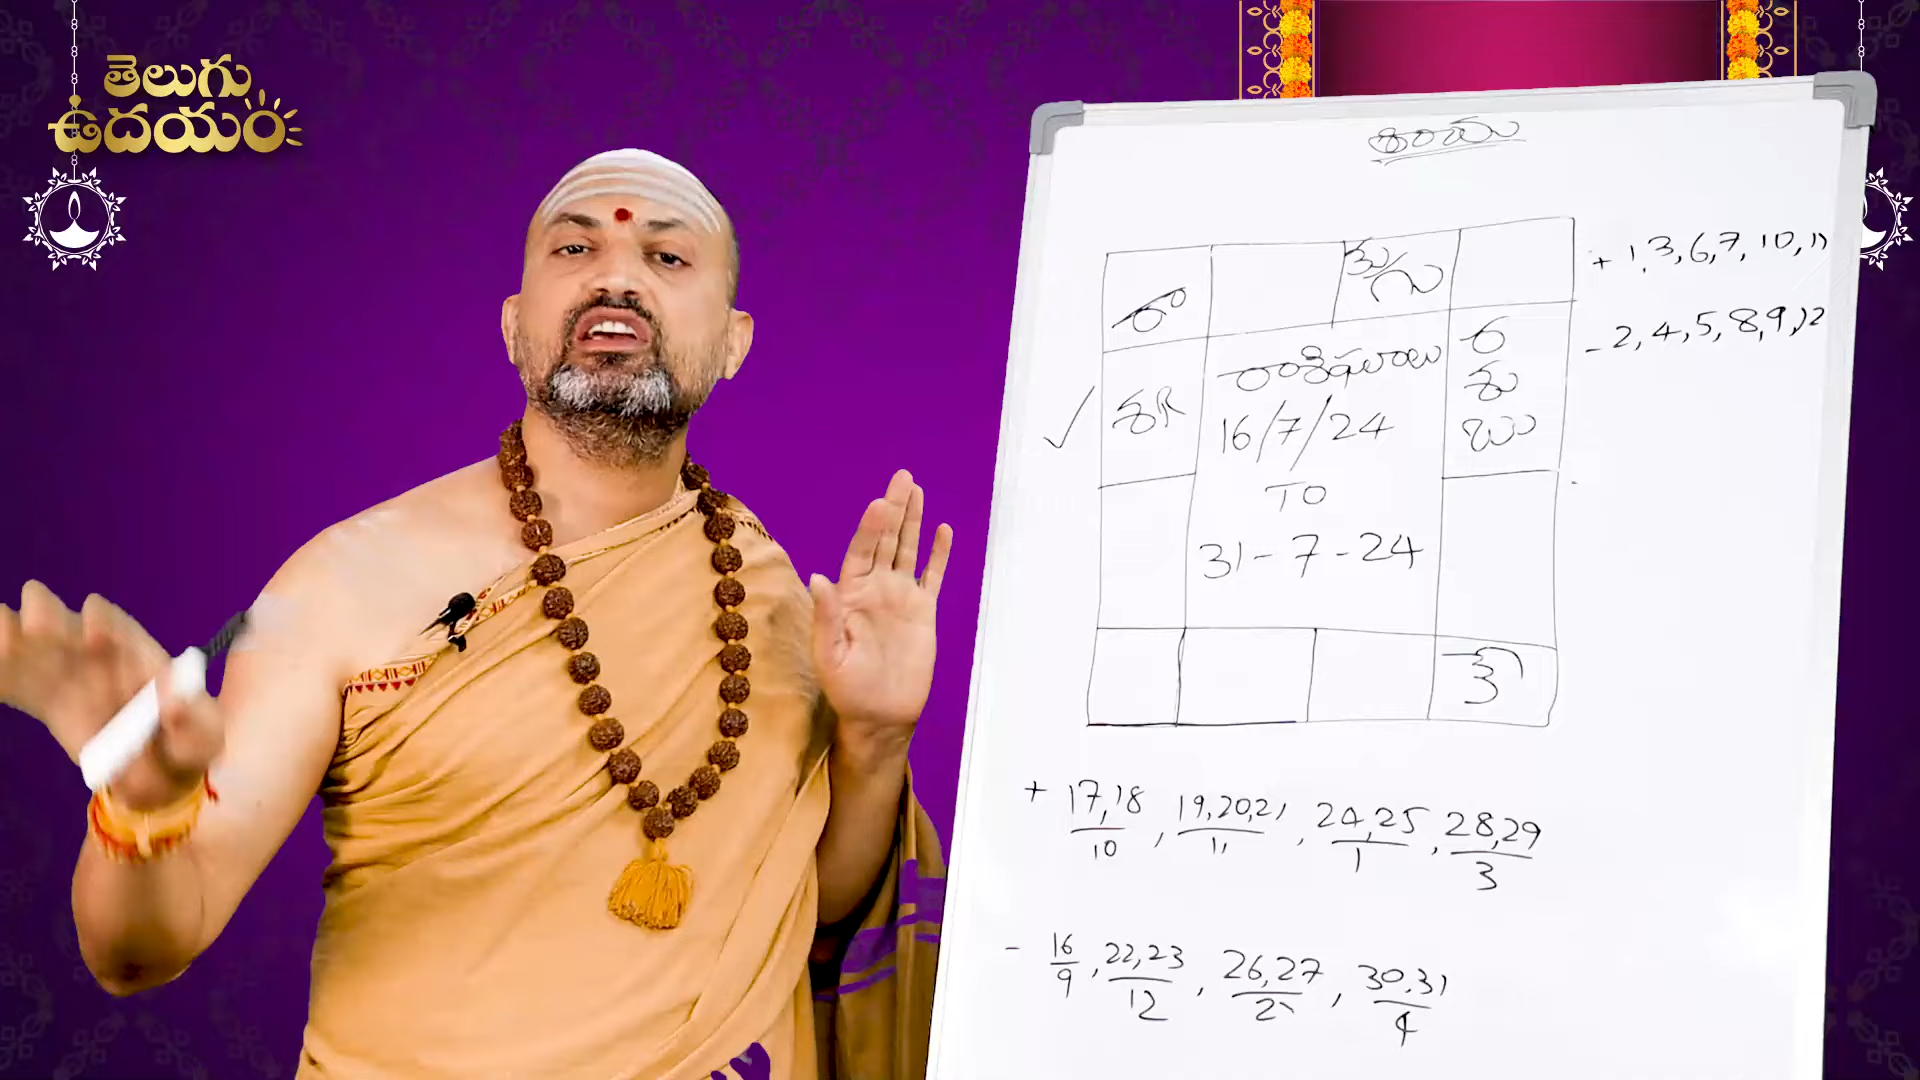 తెలుగు
ఉదయం
+ 1, 3, 6, 7, 10, 11
- 2, 4, 5, 8, 9, 12
కు/గు
రా
ర
శు
బు
శR
రాశిఫలాలు
16/7/24
TO
31-7-24
కే
+ 17,18/10, 19,20,21/11, 24,25/1, 28,29/3
- 16/9, 22,23/12, 26,27/2, 30,31/4